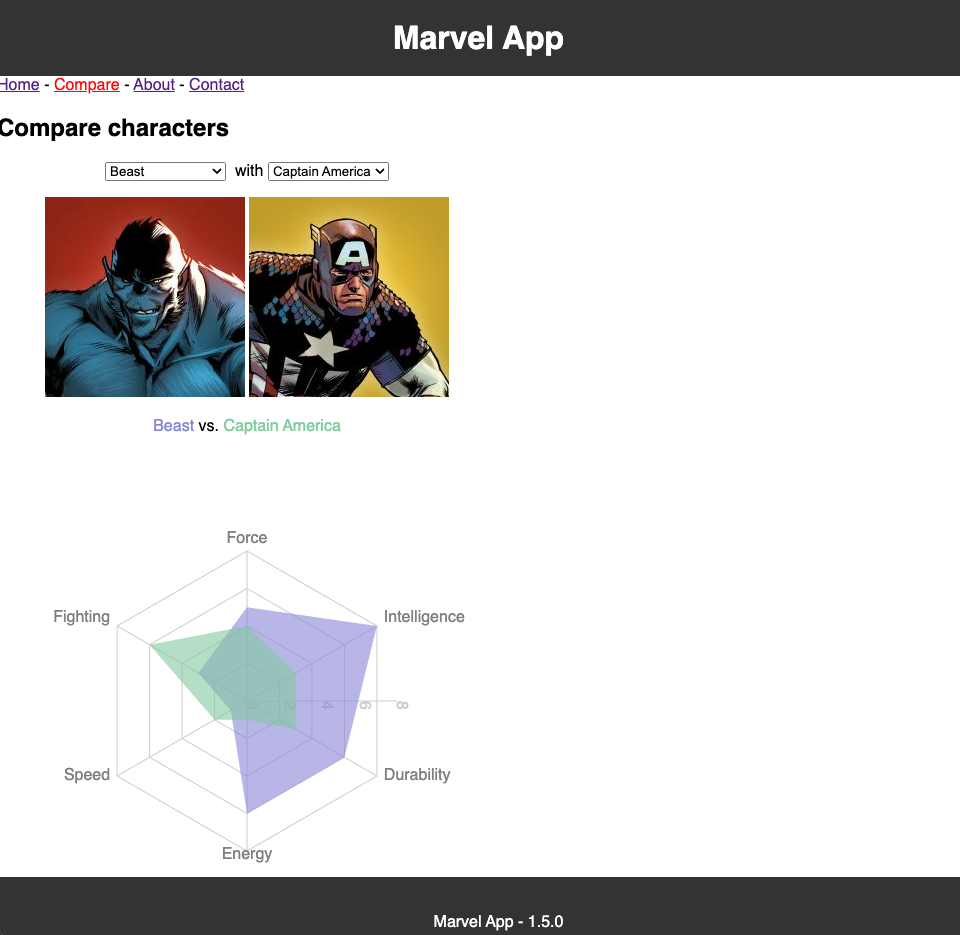 Marvel App
Home - Compare - About - Contact
Compare characters
Beast with Captain America
A
Beast vs. Captain America
Force
Fighting Intelligence
0 2 4 6 8
Speed Durability
Energy
Marvel App - 1.5.0